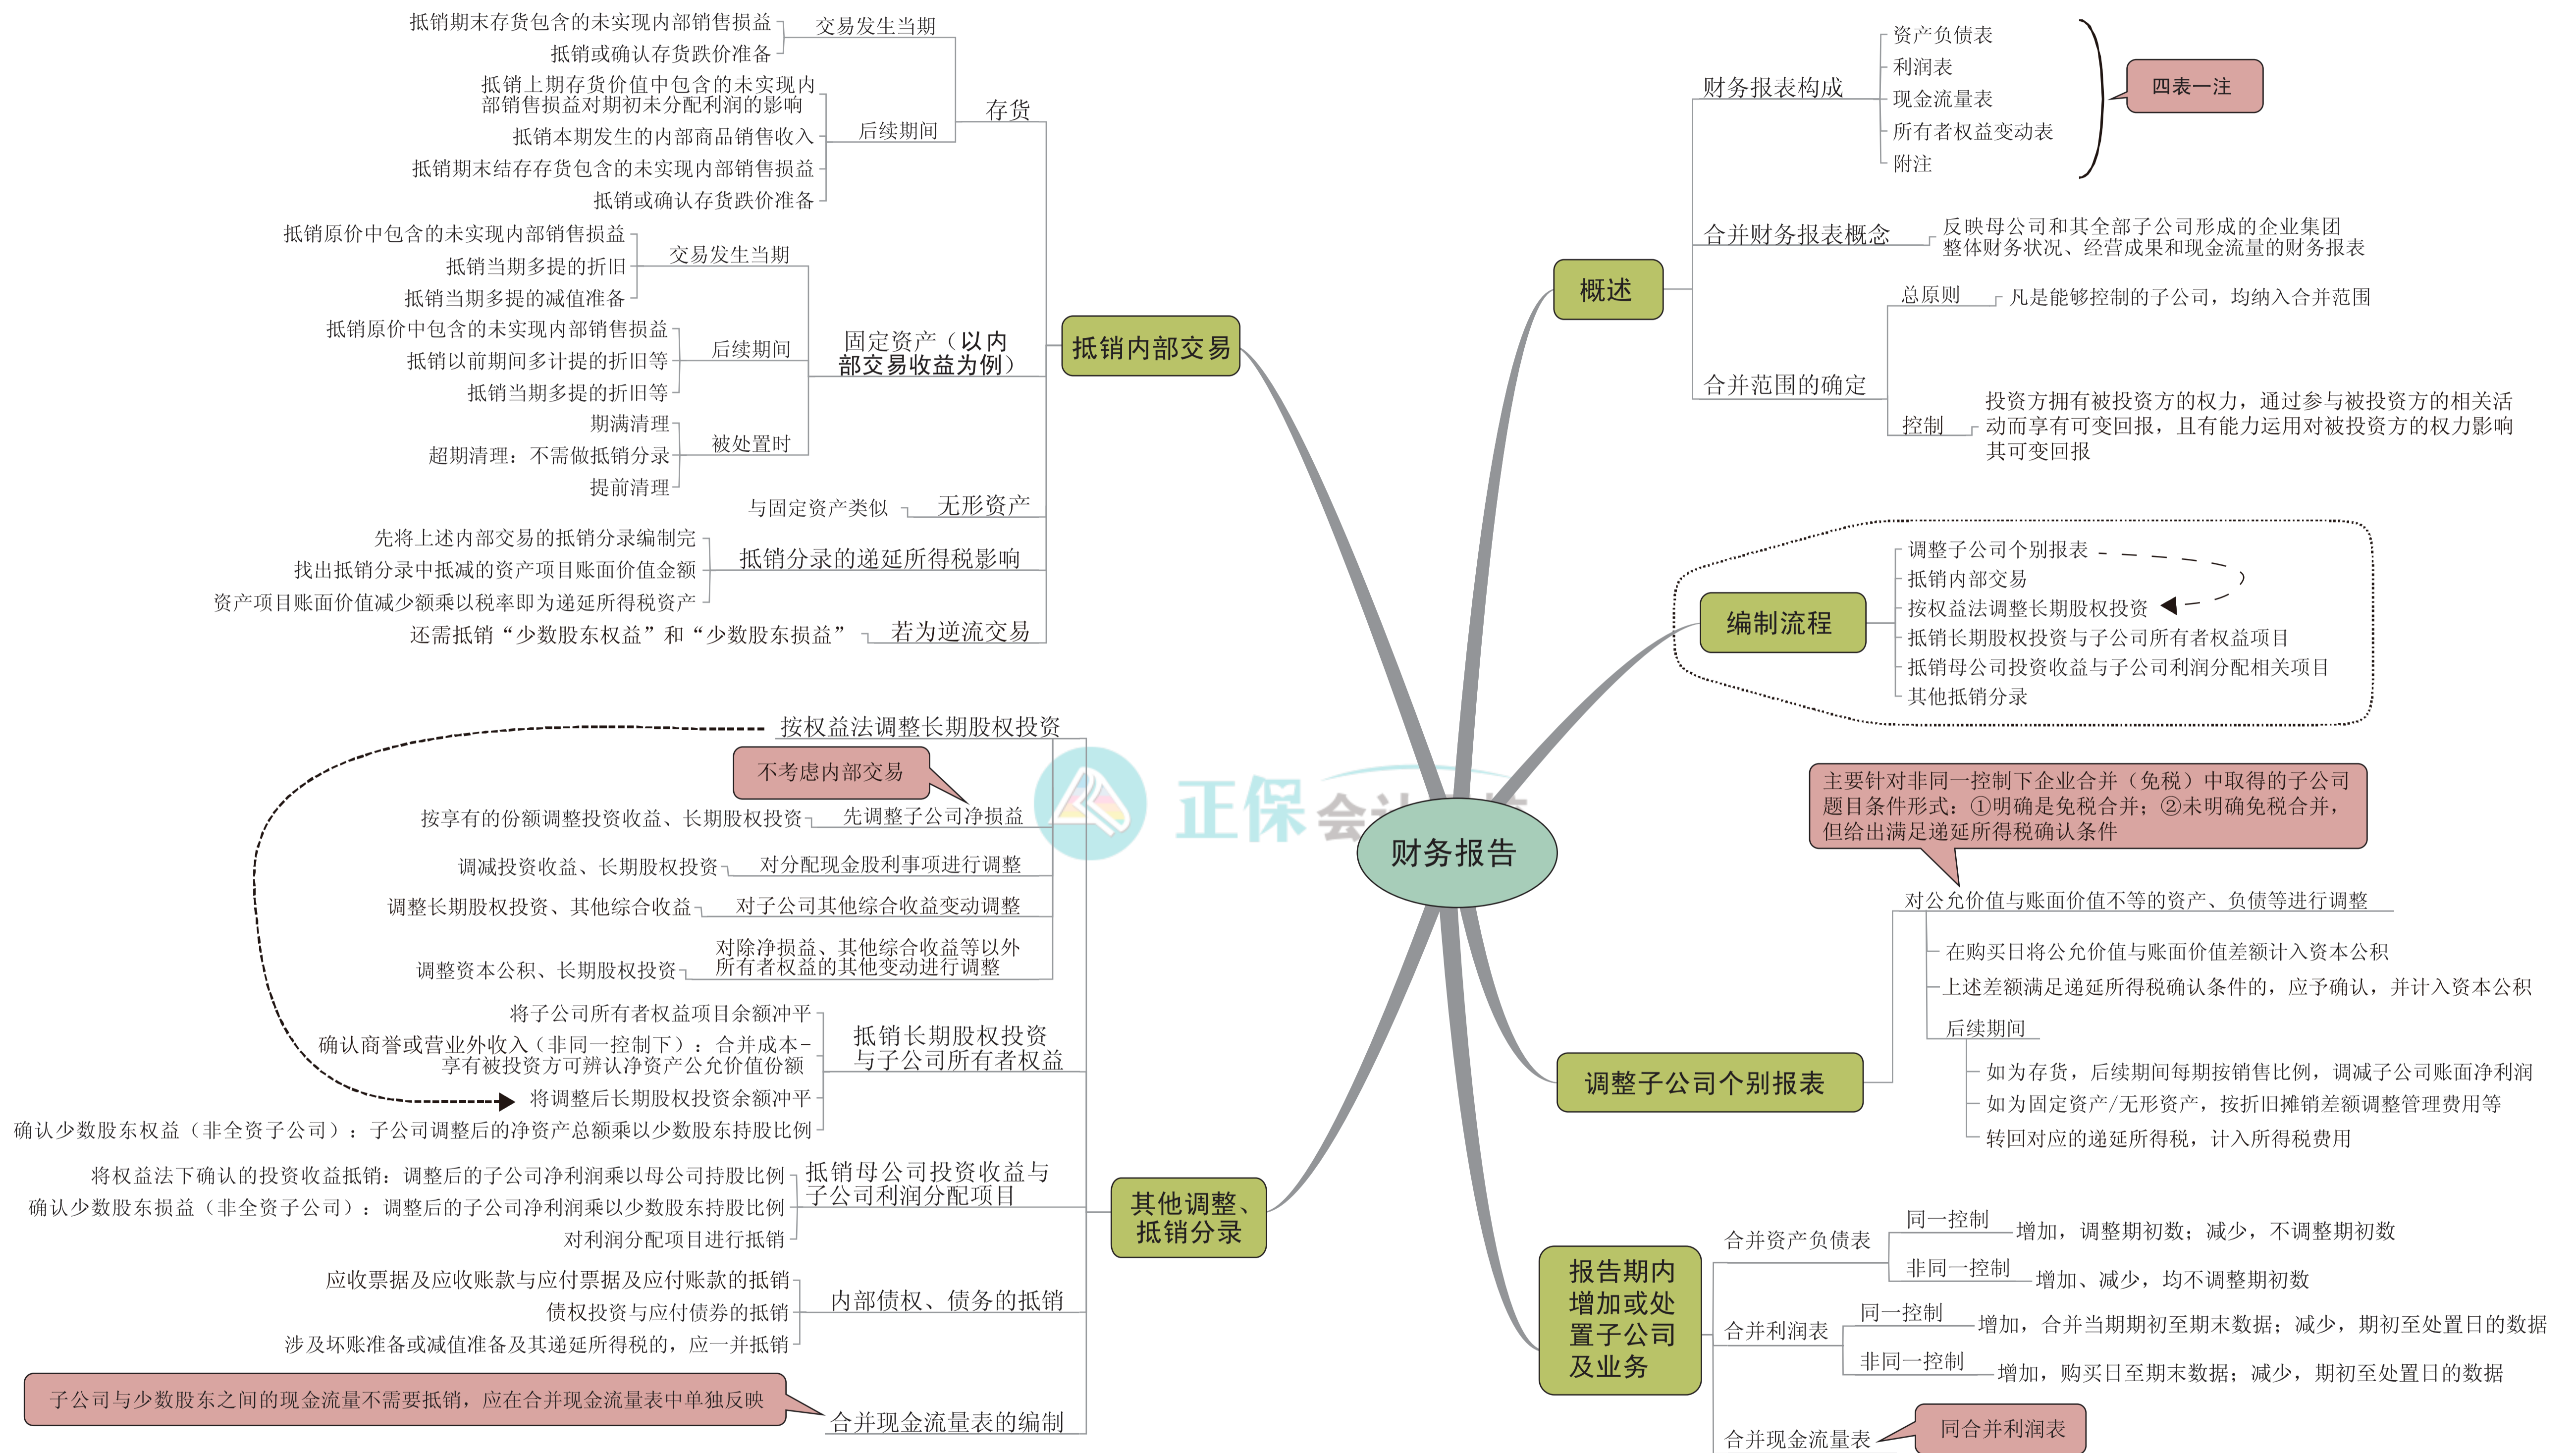 财务报告
概述
财务报表构成
资产负债表
利润表
现金流量表
所有者权益变动表
附注
四表一注
合并财务报表概念
反映母公司和其全部子公司形成的企业集团
整体财务状况、经营成果和现金流量的财务报表
合并范围的确定
总原则
凡是能够控制的子公司，均纳入合并范围
控制
投资方拥有被投资方的权力，通过参与被投资方的相关活
动而享有可变回报，且有能力运用对被投资方的权力影响
其可变回报
编制流程
调整子公司个别报表
抵销内部交易
按权益法调整长期股权投资
抵销长期股权投资与子公司所有者权益项目
抵销母公司投资收益与子公司利润分配相关项目
其他抵销分录
调整子公司个别报表
主要针对非同一控制下企业合并（免税）中取得的子公司
题目条件形式：①明确是免税合并；②未明确免税合并，
但给出满足递延所得税确认条件
对公允价值与账面价值不等的资产、负债等进行调整
在购买日将公允价值与账面价值差额计入资本公积
上述差额满足递延所得税确认条件的，应予确认，并计入资本公积
后续期间
如为存货，后续期间每期按销售比例，调减子公司账面净利润
如为固定资产/无形资产，按折旧摊销差额调整管理费用等
转回对应的递延所得税，计入所得税费用
报告期内
增加或处
置子公司
及业务
合并资产负债表
同一控制
增加，调整期初数；减少，不调整期初数
非同一控制
增加、减少，均不调整期初数
合并利润表
同一控制
增加，合并当期期初至期末数据；减少，期初至处置日的数据
非同一控制
增加，购买日至期末数据；减少，期初至处置日的数据
合并现金流量表
同合并利润表
抵销内部交易
存货
交易发生当期
抵销期末存货包含的未实现内部销售损益
抵销或确认存货跌价准备
后续期间
抵销上期存货价值中包含的未实现内
部销售损益对期初未分配利润的影响
抵销本期发生的内部商品销售收入
抵销期末结存存货包含的未实现内部销售损益
抵销或确认存货跌价准备
固定资产（以内
部交易收益为例）
交易发生当期
抵销原价中包含的未实现内部销售损益
抵销当期多提的折旧
抵销当期多提的减值准备
后续期间
抵销原价中包含的未实现内部销售损益
抵销以前期间多计提的折旧等
抵销当期多提的折旧等
被处置时
期满清理
超期清理：不需做抵销分录
提前清理
无形资产
与固定资产类似
抵销分录的递延所得税影响
先将上述内部交易的抵销分录编制完
找出抵销分录中抵减的资产项目账面价值金额
资产项目账面价值减少额乘以税率即为递延所得税资产
若为逆流交易
还需抵销“少数股东权益”和“少数股东损益”
其他调整、
抵销分录
按权益法调整长期股权投资
不考虑内部交易
先调整子公司净损益
按享有的份额调整投资收益、长期股权投资
对分配现金股利事项进行调整
调减投资收益、长期股权投资
对子公司其他综合收益变动调整
调整长期股权投资、其他综合收益
对除净损益、其他综合收益等以外
所有者权益的其他变动进行调整
调整资本公积、长期股权投资
抵销长期股权投资
与子公司所有者权益
将子公司所有者权益项目余额冲平
确认商誉或营业外收入（非同一控制下）：合并成本-
享有被投资方可辨认净资产公允价值份额
将调整后长期股权投资余额冲平
确认少数股东权益（非全资子公司）：子公司调整后的净资产总额乘以少数股东持股比例
抵销母公司投资收益与
子公司利润分配项目
将权益法下确认的投资收益抵销：调整后的子公司净利润乘以母公司持股比例
确认少数股东损益（非全资子公司）：调整后的子公司净利润乘以少数股东持股比例
对利润分配项目进行抵销
内部债权、债务的抵销
应收票据及应收账款与应付票据及应付账款的抵销
债权投资与应付债券的抵销
涉及坏账准备或减值准备及其递延所得税的，应一并抵销
合并现金流量表的编制
子公司与少数股东之间的现金流量不需要抵销，应在合并现金流量表中单独反映
正保会计